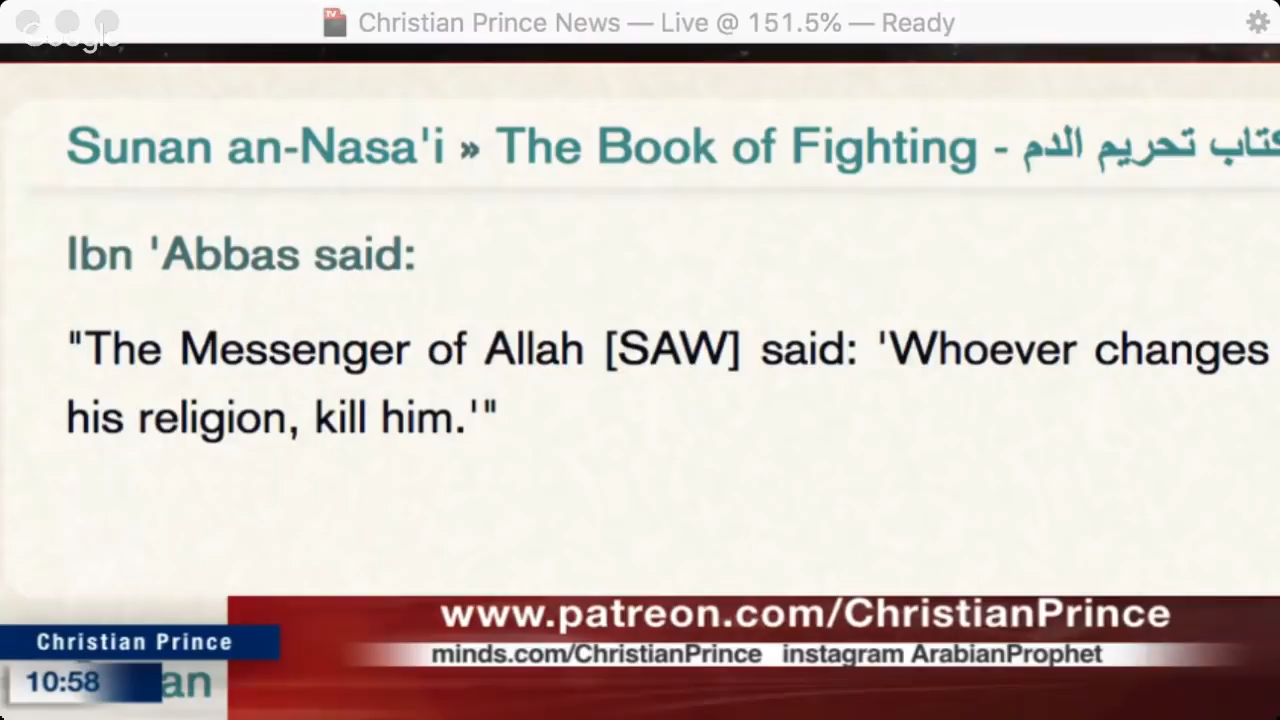 Christian Prince News — Live @ 151.5% — Ready
Google
Sunan an-Nasa'i » The Book of Fighting - كتاب تحريم الدم
Ibn 'Abbas said:
"The Messenger of Allah [SAW] said: 'Whoever changes
his religion, kill him.'"
www.patreon.com/ChristianPrince
Christian Prince
minds.com/ChristianPrince instagram ArabianProphet
10:58
an